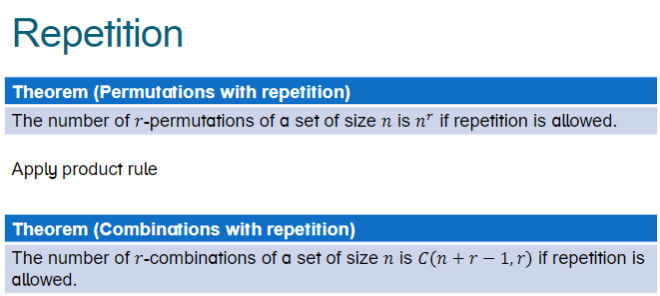 Repetition
Theorem (Permutations with repetition)
The number of r-permutations of a set of size n is nʳ if repetition is allowed.
Apply product rule
Theorem (Combinations with repetition)
The number of r-combinations of a set of size n is C(n + r − 1, r) if repetition is
allowed.